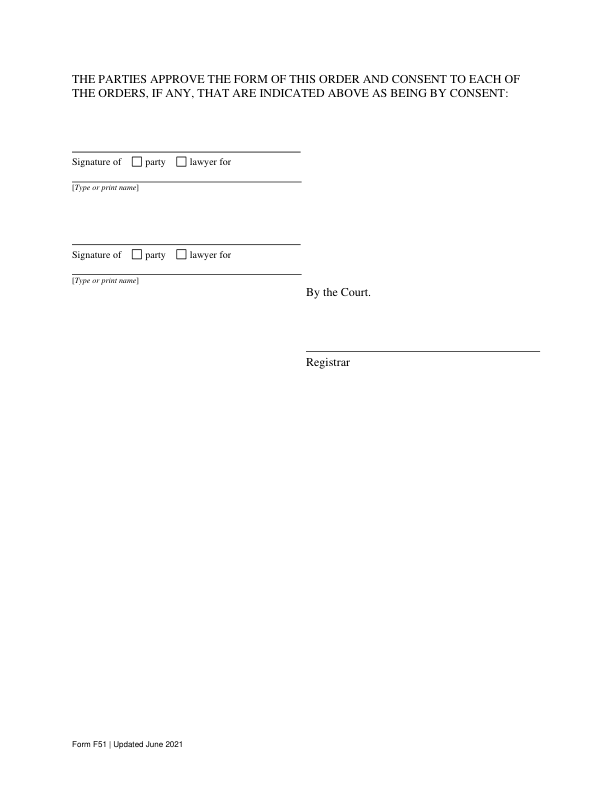 THE PARTIES APPROVE THE FORM OF THIS ORDER AND CONSENT TO EACH OF
THE ORDERS, IF ANY, THAT ARE INDICATED ABOVE AS BEING BY CONSENT:
Signature of party lawyer for
[Type or print name]
Signature of party lawyer for
[Type or print name]
By the Court.
Registrar
Form F51 | Updated June 2021